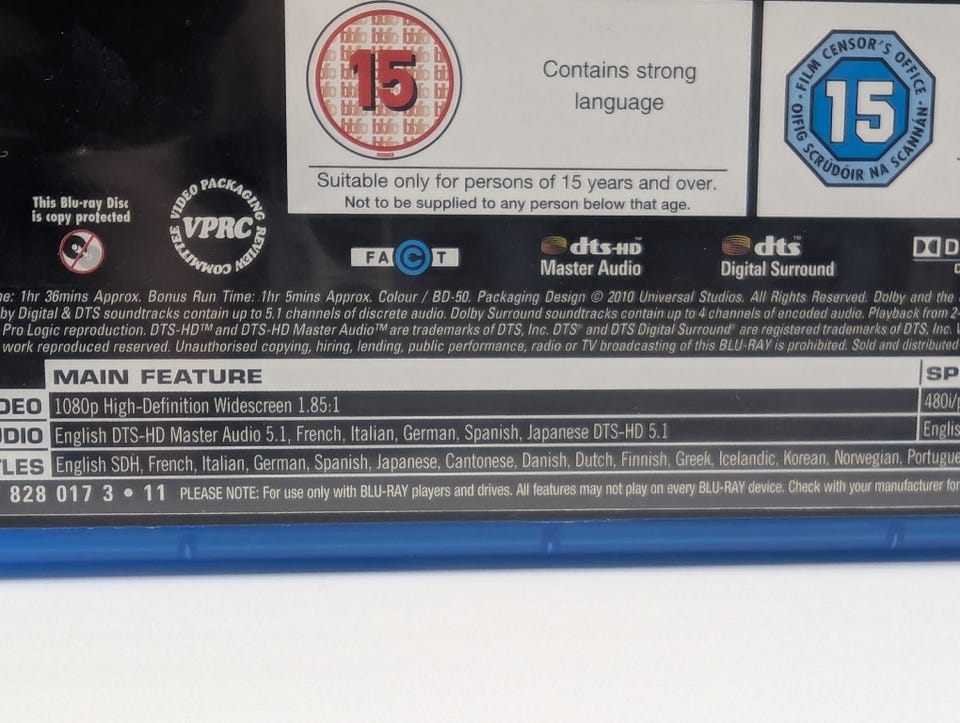 15
Contains strong
language
Suitable only for persons of 15 years and over.
Not to be supplied to any person below that age.
FILM CENSOR'S OFFICE
15
OIFIG SCRÚDÓIR NA SCANNÁN
This Blu-ray Disc
is copy protected
VIDEO PACKAGING REVIEW COMMITTEE
VPRC
FACT
dts-HD™
Master Audio
dts™
Digital Surround
D
e: 1hr 36mins Approx. Bonus Run Time: 1hr 5mins Approx. Colour / BD-50. Packaging Design © 2010 Universal Studios. All Rights Reserved. Dolby and the
by Digital & DTS soundtracks contain up to 5.1 channels of discrete audio. Dolby Surround soundtracks contain up to 4 channels of encoded audio. Playback from 2-
Pro Logic reproduction. DTS-HD™ and DTS-HD Master Audio™ are trademarks of DTS, Inc. DTS® and DTS Digital Surround® are registered trademarks of DTS, Inc.
work reproduced reserved. Unauthorised copying, hiring, lending, public performance, radio or TV broadcasting of this BLU-RAY is prohibited. Sold and distributed
MAIN FEATURE
SP
DEO 1080p High-Definition Widescreen 1.85:1
480i/
DIO English DTS-HD Master Audio 5.1, French, Italian, German, Spanish, Japanese DTS-HD 5.1
Englis
TLES English SDH, French, Italian, German, Spanish, Japanese, Cantonese, Danish, Dutch, Finnish, Greek, Icelandic, Korean, Norwegian, Portugue
828 017 3 • 11 PLEASE NOTE: For use only with BLU-RAY players and drives. All features may not play on every BLU-RAY device. Check with your manufacturer for